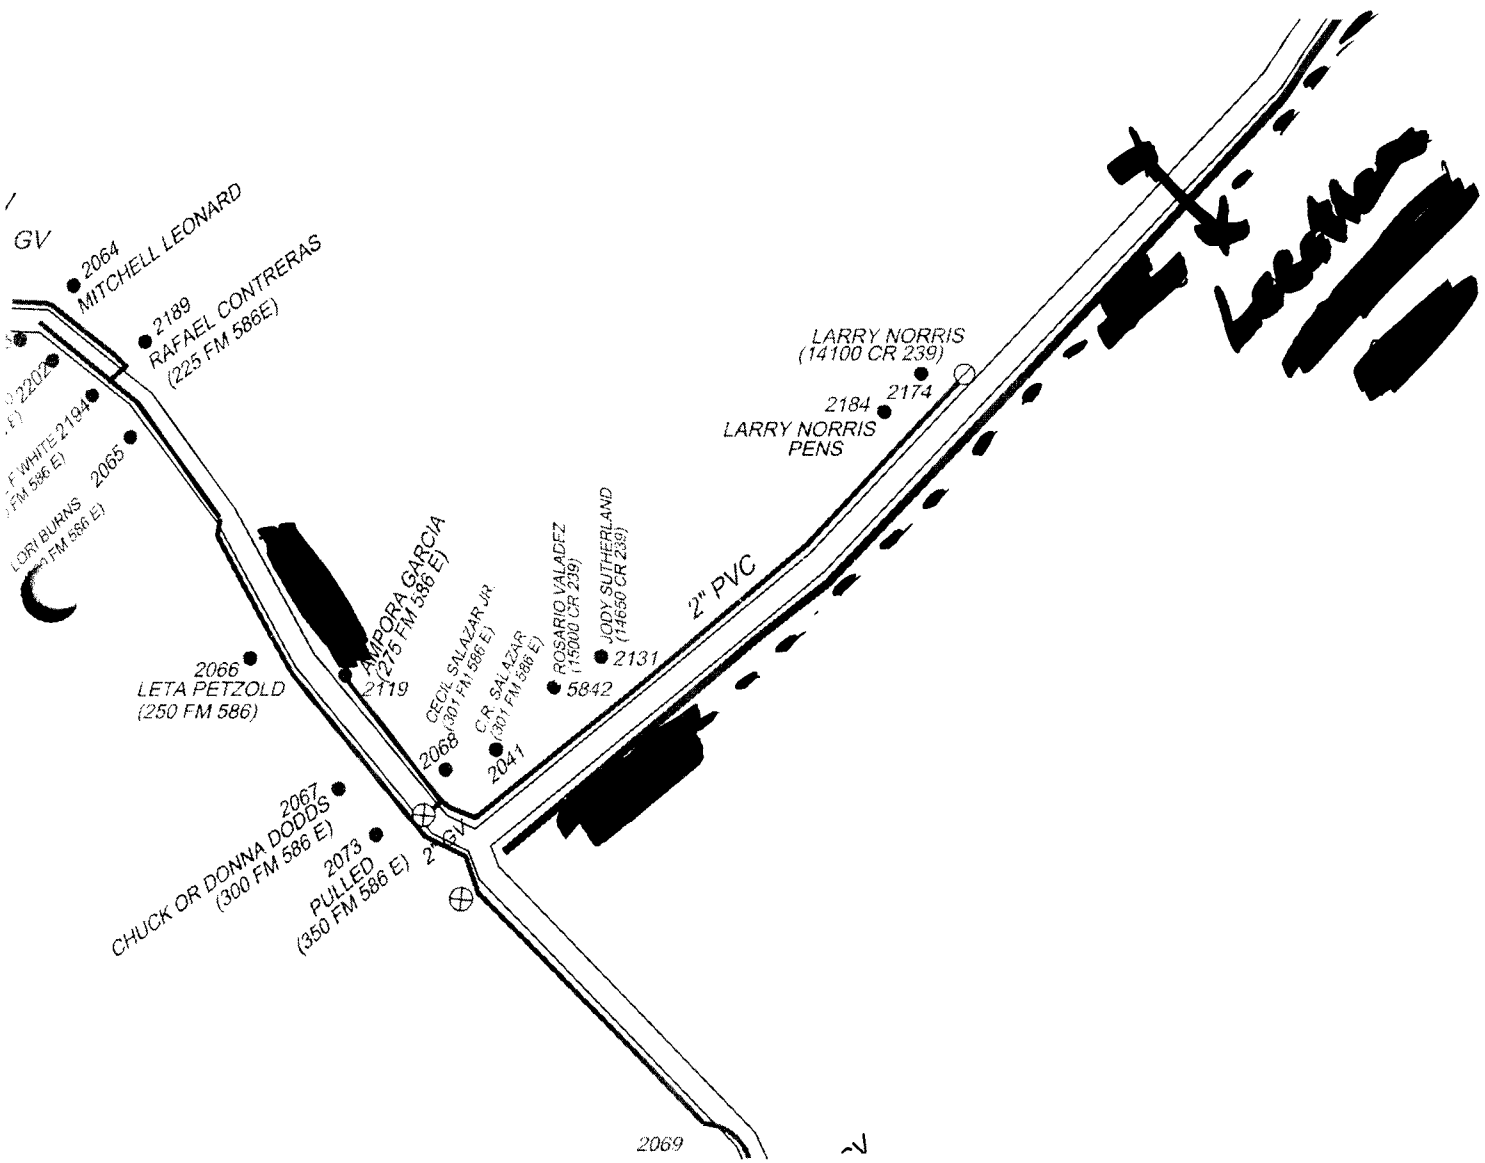 GV
2064
MITCHELL LEONARD
2189
RAFAEL CONTRERAS
(225 FM 586E)
2202
F WHITE 2194
FM 586 E)
2065
LORI BURNS
FM 586 E)
2066
LETA PETZOLD
(250 FM 586)
AMPORA GARCIA
(275 FM 586 E)
2119
CECIL SALAZAR JR.
(301 FM 586 E)
2068
C.R. SALAZAR
(301 FM 586 E)
2041
ROSARIO VALADEZ
(15000 CR 239)
5842
JODY SUTHERLAND
(14650 CR 239)
2131
2" PVC
LARRY NORRIS
(14100 CR 239)
2174
2184
LARRY NORRIS
PENS
Location
2067
CHUCK OR DONNA DODDS
(300 FM 586 E)
2073
PULLED
(350 FM 586 E)
2" GV
2069